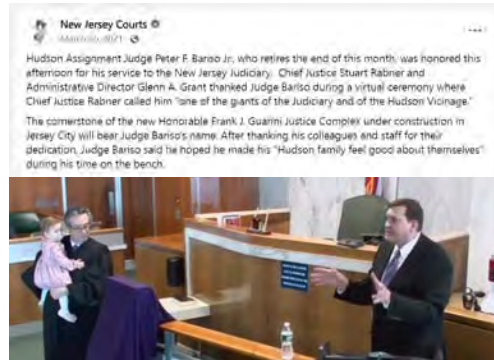 New Jersey Courts
March 30, 2021
Hudson Assignment Judge Peter F. Bariso Jr., who retires the end of this month, was honored this
afternoon for his service to the New Jersey Judiciary. Chief Justice Stuart Rabner and
Administrative Director Glenn A. Grant thanked Judge Bariso during a virtual ceremony where
Chief Justice Rabner called him "one of the giants of the Judiciary and of the Hudson Vicinage."
The cornerstone of the new Honorable Frank J. Guarini Justice Complex under construction in
Jersey City will bear Judge Bariso's name. After thanking his colleagues and staff for their
dedication, Judge Bariso said he hoped he made his "Hudson family feel good about themselves"
during his time on the bench.